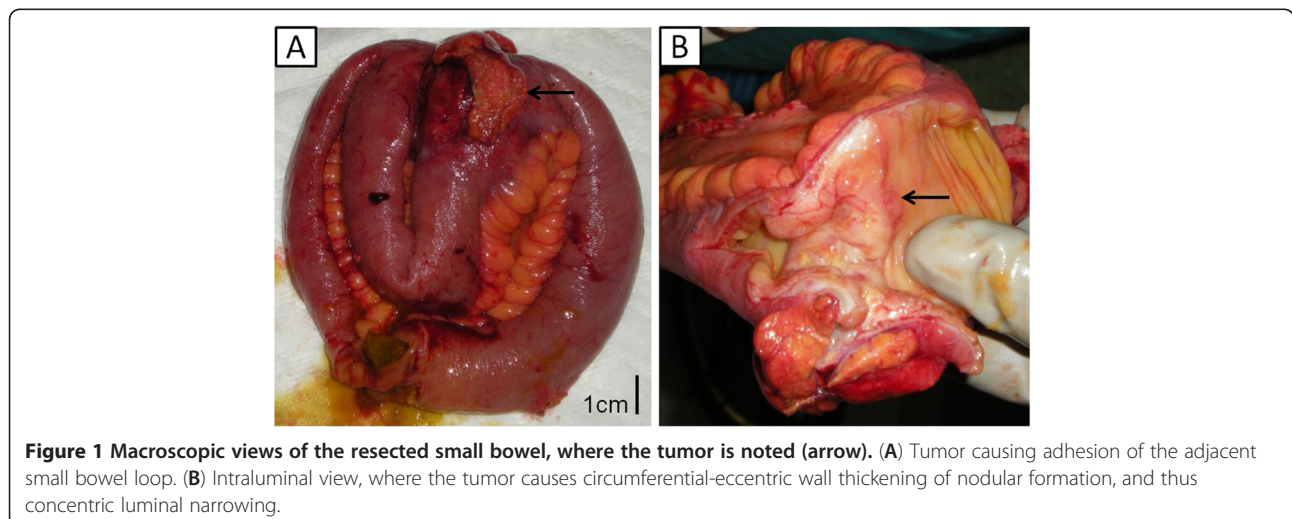 A
B
1cm
Figure 1 Macroscopic views of the resected small bowel, where the tumor is noted (arrow). (A) Tumor causing adhesion of the adjacent
small bowel loop. (B) Intraluminal view, where the tumor causes circumferential-eccentric wall thickening of nodular formation, and thus
concentric luminal narrowing.